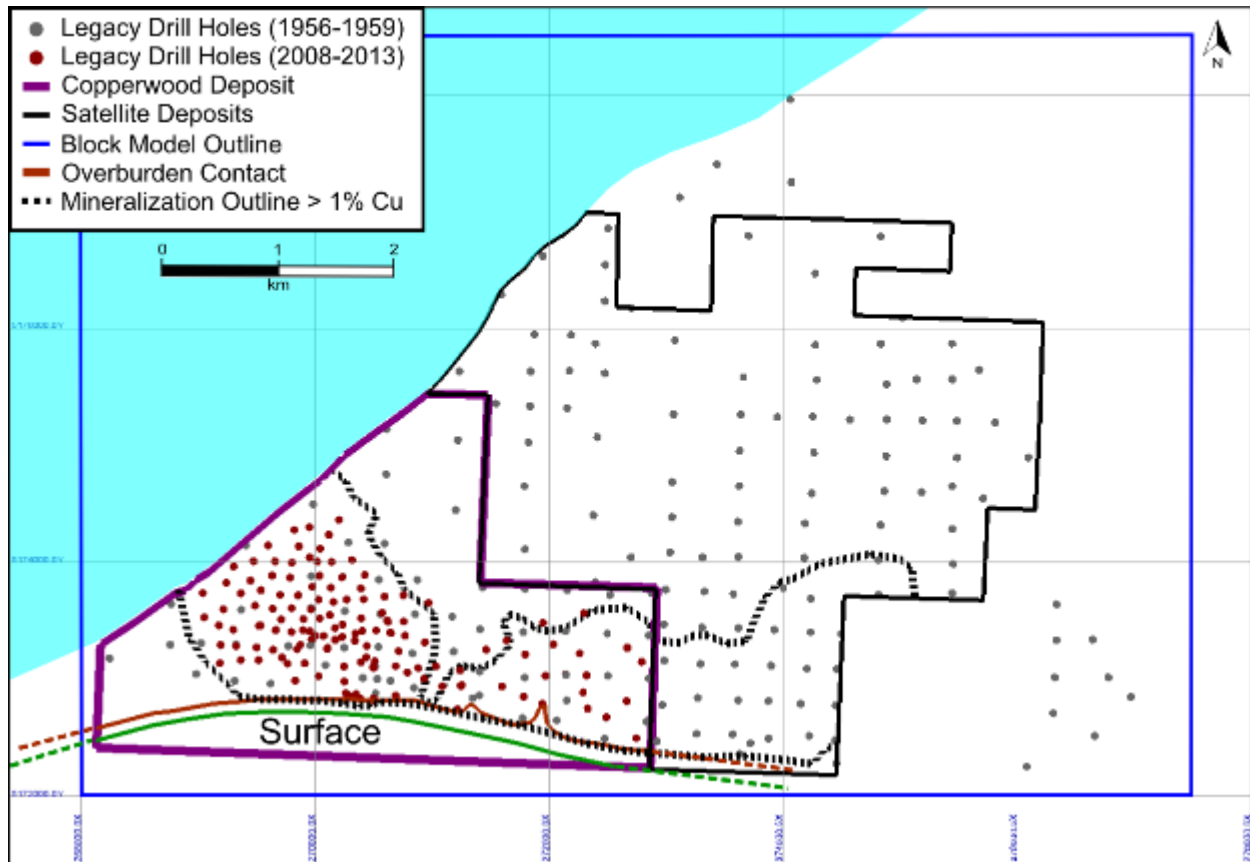 Legacy Drill Holes (1956-1959)
Legacy Drill Holes (2008-2013)
Copperwood Deposit
Satellite Deposits
Block Model Outline
Overburden Contact
Mineralization Outline > 1% Cu
N
0 1 2
km
Surface